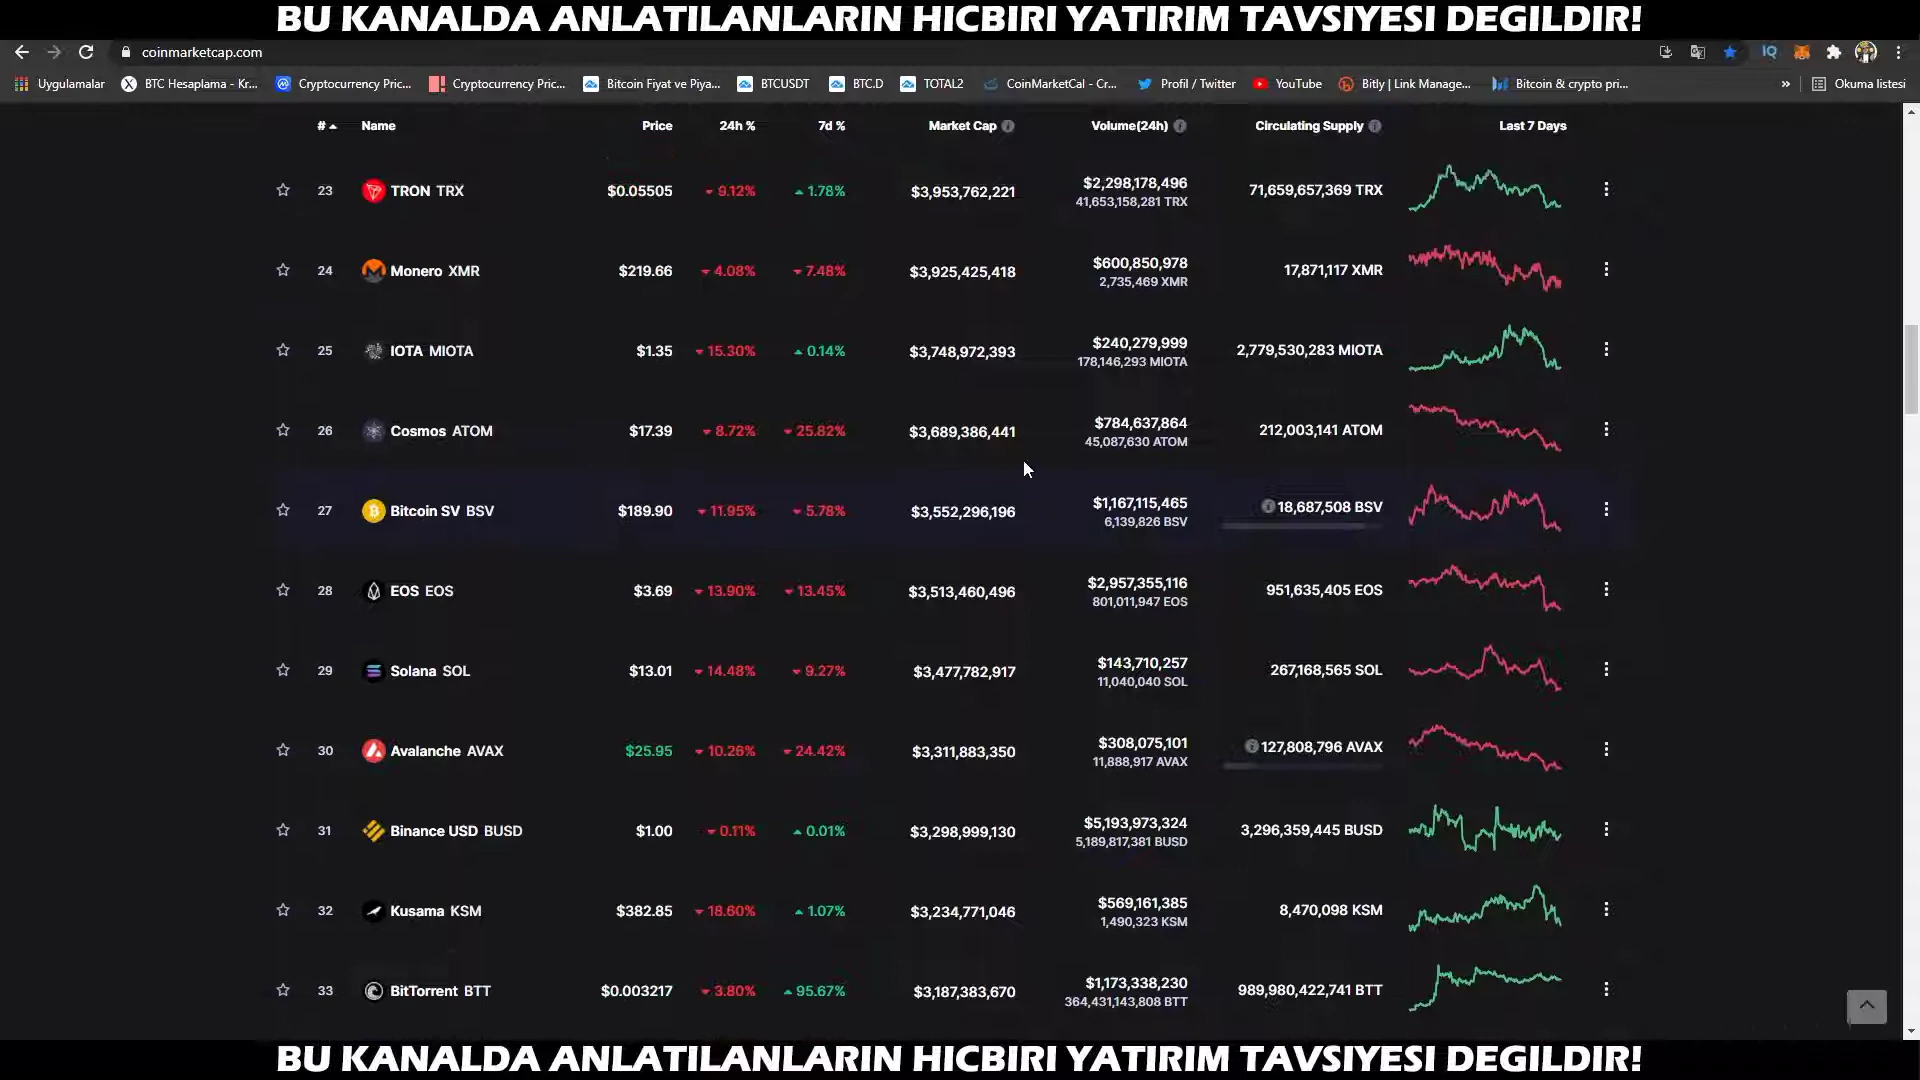 BU KANALDA ANLATILANLARIN HICBIRI YATIRIM TAVSIYESI DEGILDIR!
coinmarketcap.com
IQ
Uygulamalar BTC Hesaplama - Kr... Cryptocurrency Pric... Cryptocurrency Pric... Bitcoin Fiyat ve Piya... BTCUSDT BTC.D TOTAL2 CoinMarketCal - Cr... Profil / Twitter YouTube Bitly | Link Manage... Bitcoin & crypto pri... » Okuma listesi
# Name Price 24h % 7d % Market Cap Volume(24h) Circulating Supply Last 7 Days
23 TRON TRX $0.05505 9.12% 1.78% $3,953,762,221 $2,298,178,496 71,659,657,369 TRX
41,653,158,281 TRX
24 Monero XMR $219.66 4.08% 7.48% $3,925,425,418 $600,850,978 17,871,117 XMR
2,735,469 XMR
25 IOTA MIOTA $1.35 15.30% 0.14% $3,748,972,393 $240,279,999 2,779,530,283 MIOTA
178,146,293 MIOTA
26 Cosmos ATOM $17.39 8.72% 25.82% $3,689,386,441 $784,637,864 212,003,141 ATOM
45,087,630 ATOM
27 Bitcoin SV BSV $189.90 11.95% 5.78% $3,552,296,196 $1,167,115,465 18,687,508 BSV
6,139,826 BSV
28 EOS EOS $3.69 13.90% 13.45% $3,513,460,496 $2,957,355,116 951,635,405 EOS
801,011,947 EOS
29 Solana SOL $13.01 14.48% 9.27% $3,477,782,917 $143,710,257 267,168,565 SOL
11,040,040 SOL
30 Avalanche AVAX $25.95 10.26% 24.42% $3,311,883,350 $308,075,101 127,808,796 AVAX
11,888,917 AVAX
31 Binance USD BUSD $1.00 0.11% 0.01% $3,298,999,130 $5,193,973,324 3,296,359,445 BUSD
5,189,817,381 BUSD
32 Kusama KSM $382.85 18.60% 1.07% $3,234,771,046 $569,161,385 8,470,098 KSM
1,490,323 KSM
33 BitTorrent BTT $0.003217 3.80% 95.67% $3,187,383,670 $1,173,338,230 989,980,422,741 BTT
364,431,143,808 BTT
BU KANALDA ANLATILANLARIN HICBIRI YATIRIM TAVSIYESI DEGILDIR!